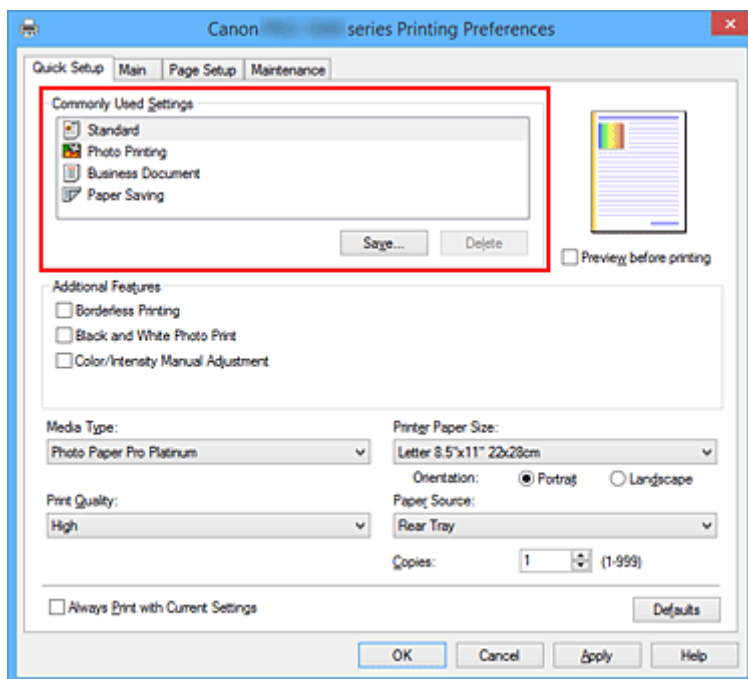 Canon series Printing Preferences
Quick Setup Main Page Setup Maintenance
Commonly Used Settings
Standard
Photo Printing
Business Document
Paper Saving
Save... Delete
Preview before printing
Additional Features
Borderless Printing
Black and White Photo Print
Color/Intensity Manual Adjustment
Media Type:
Photo Paper Pro Platinum
Printer Paper Size:
Letter 8.5"x11" 22x28cm
Orientation: Portrait Landscape
Print Quality:
High
Paper Source:
Rear Tray
Copies: 1 (1-999)
Always Print with Current Settings
Defaults
OK Cancel Apply Help